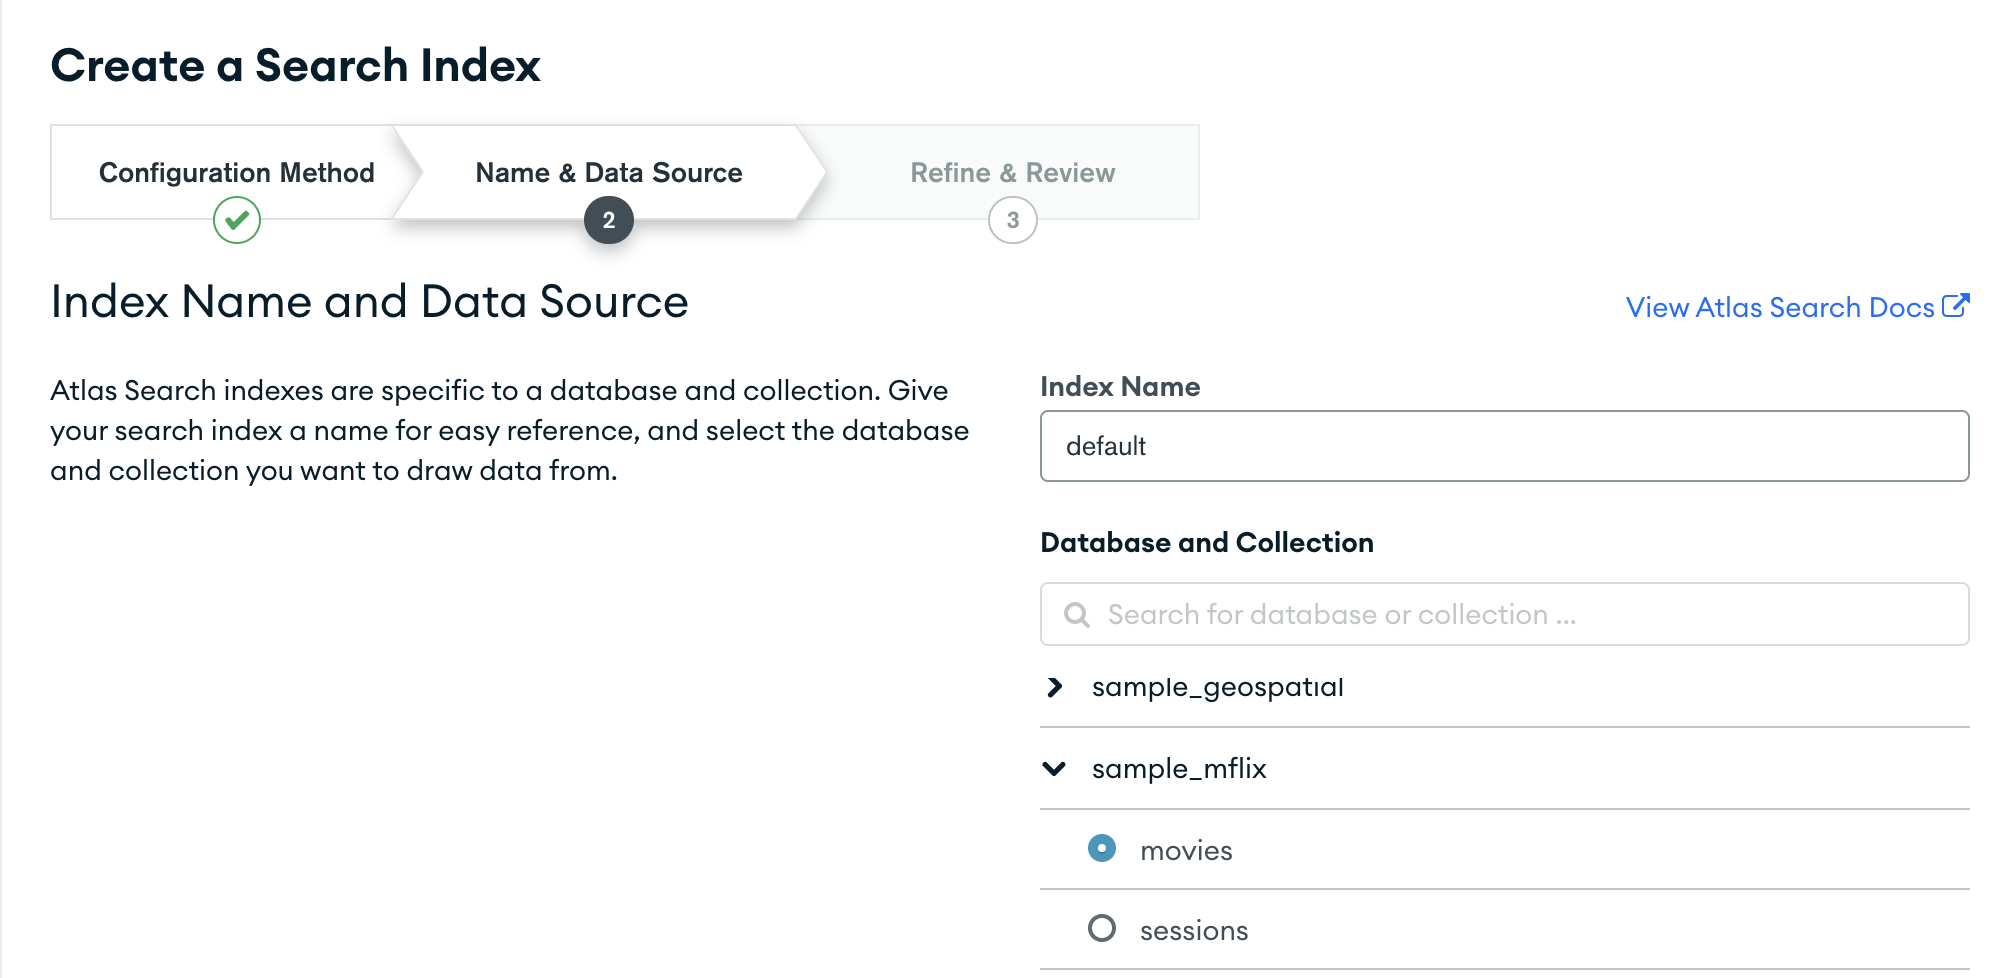 Create a Search Index
Configuration Method
Name & Data Source
Refine & Review
2
3
Index Name and Data Source
View Atlas Search Docs
Atlas Search indexes are specific to a database and collection. Give
your search index a name for easy reference, and select the database
and collection you want to draw data from.
Index Name
default
Database and Collection
Search for database or collection ...
sample_geospatial
sample_mflix
movies
sessions